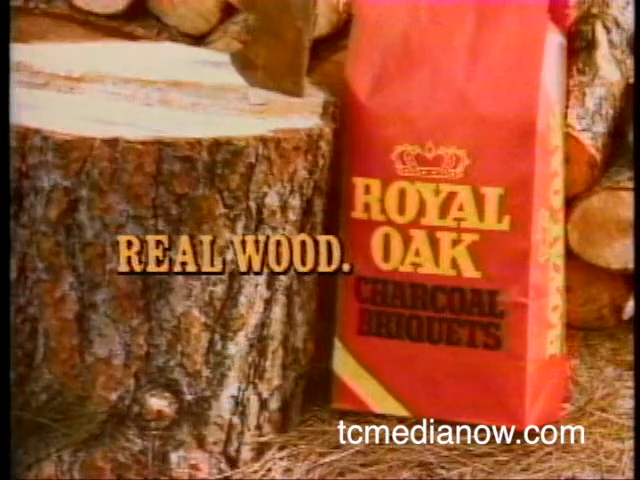 REAL WOOD.
ROYAL
OAK
CHARCOAL
BRIQUETS
tcmedianow.com